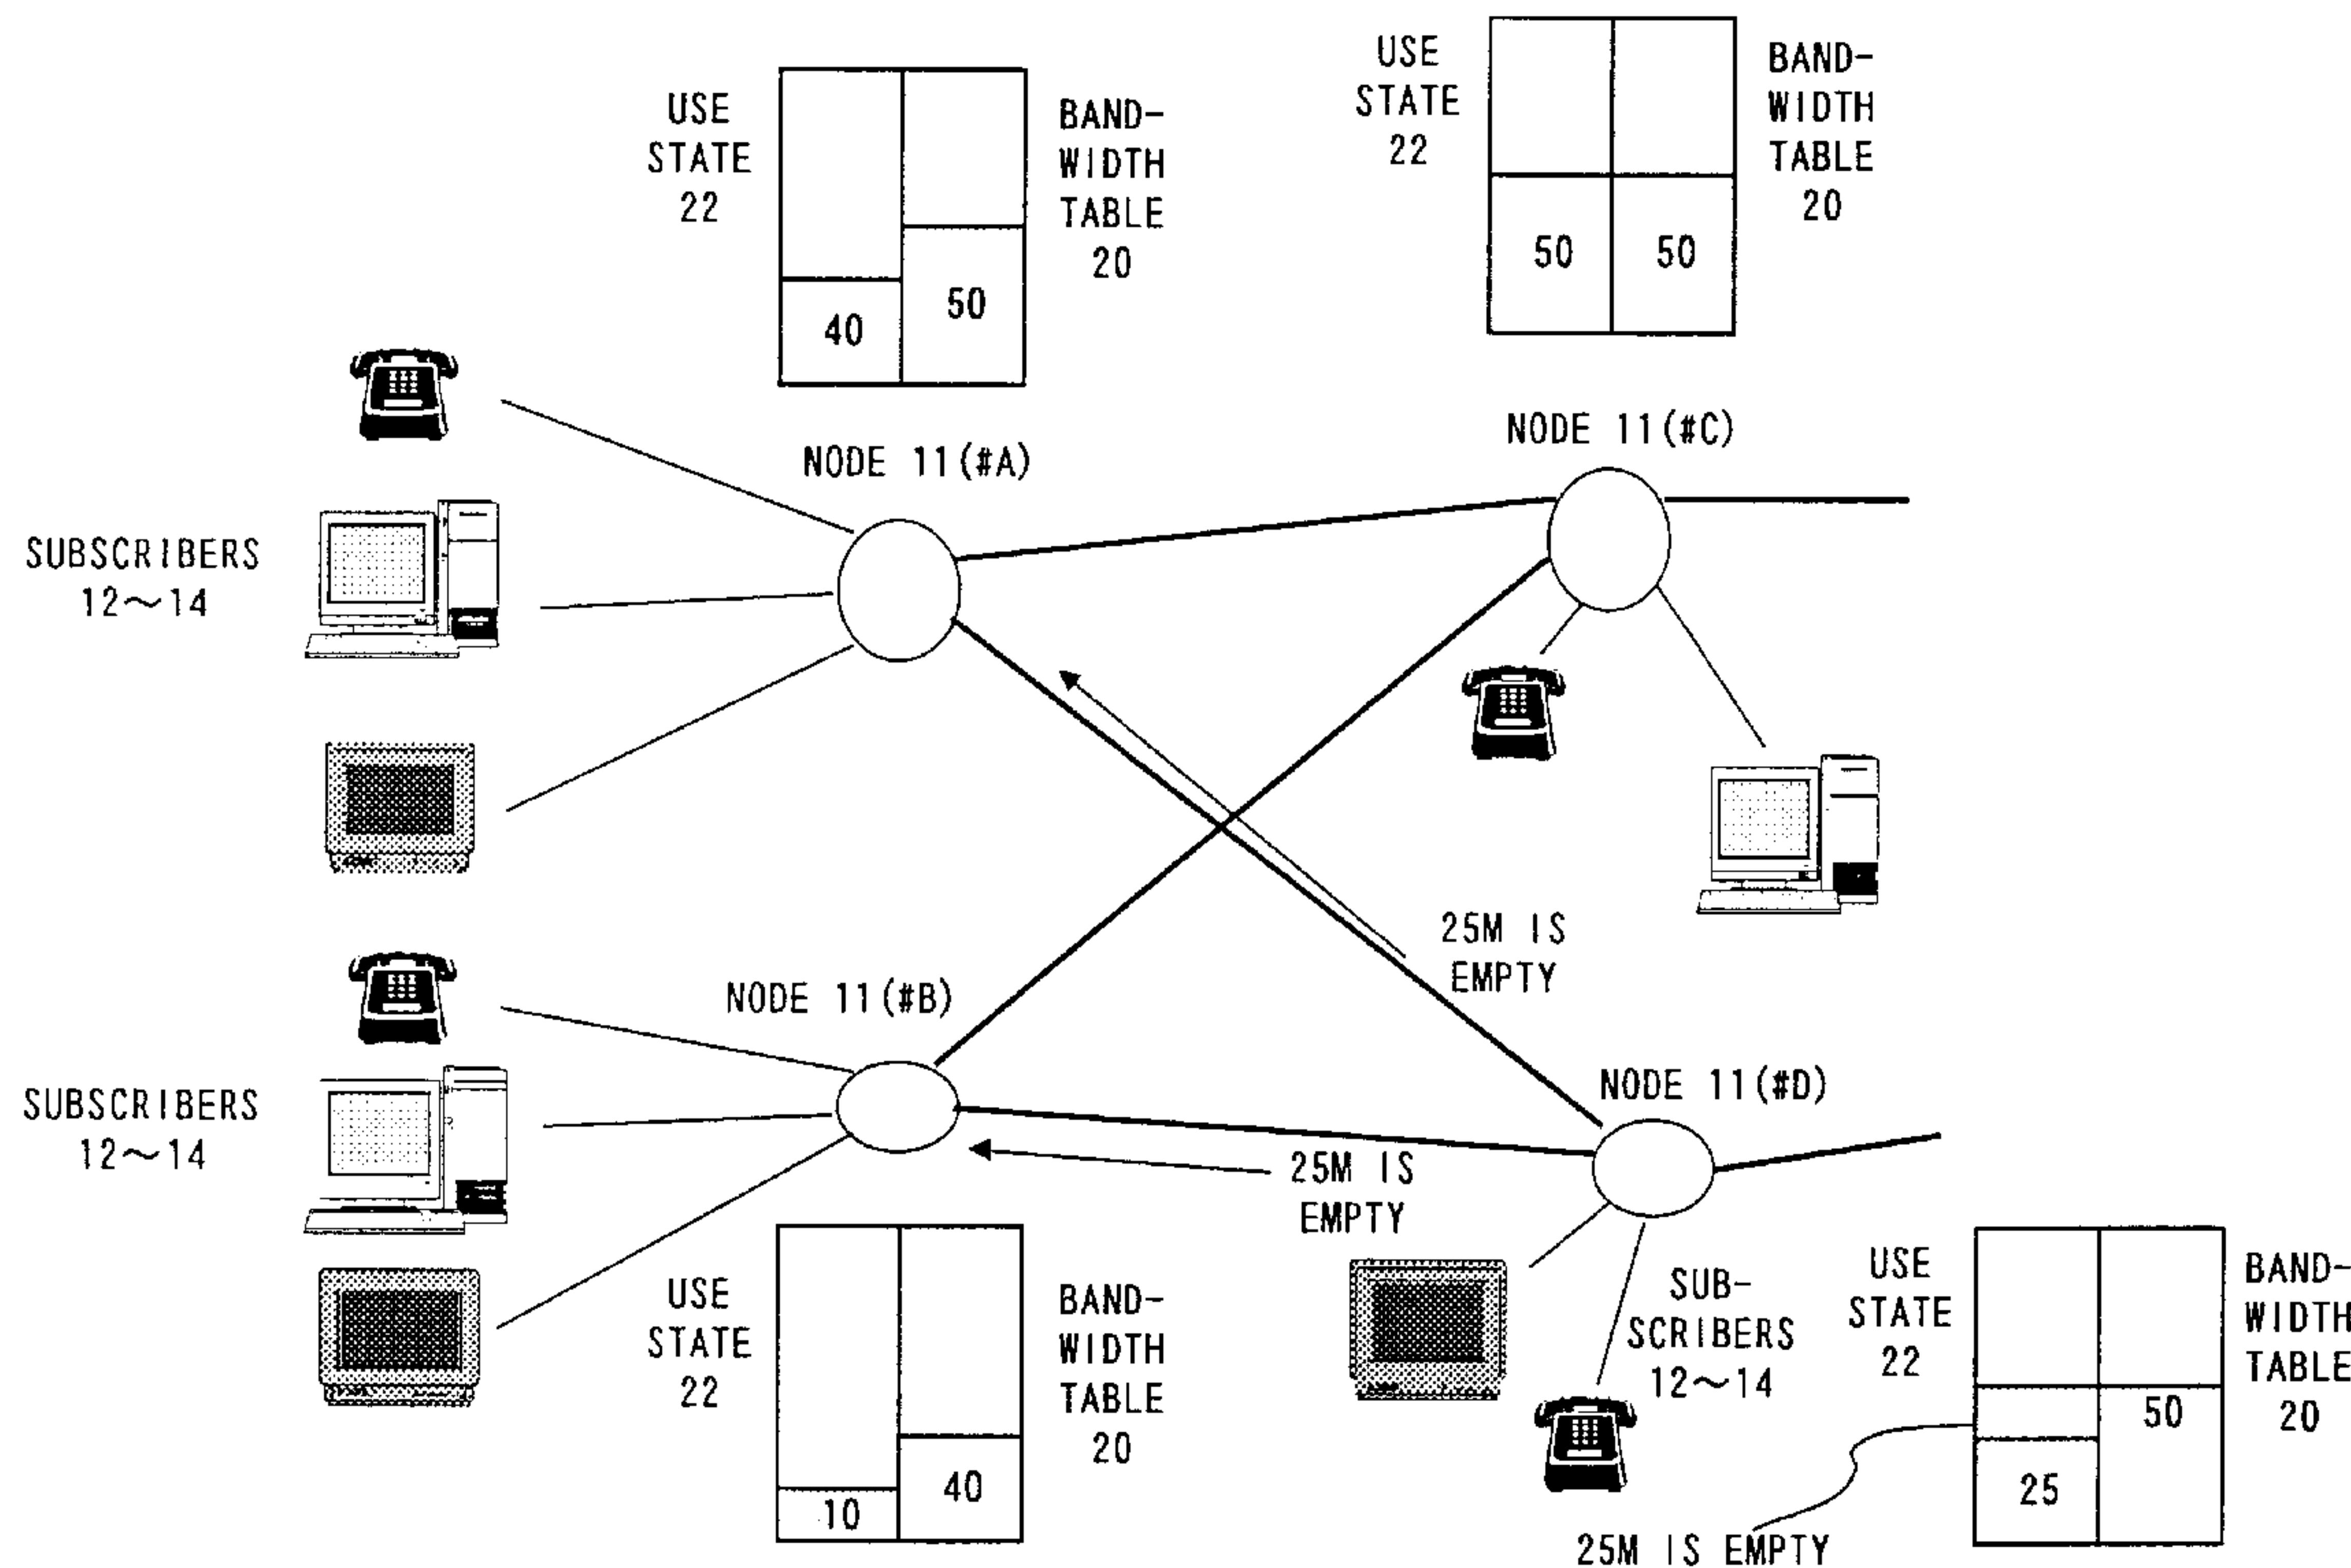 USE
STATE
22
40
50
BAND-
WIDTH
TABLE
20
USE
STATE
22
50
50
BAND-
WIDTH
TABLE
20
NODE 11(#A)
NODE 11(#C)
SUBSCRIBERS
12~14
25M IS
EMPTY
NODE 11(#B)
NODE 11(#D)
SUBSCRIBERS
12~14
25M IS
EMPTY
USE
STATE
22
10
40
BAND-
WIDTH
TABLE
20
SUB-
SCRIBERS
12~14
USE
STATE
22
50
25
BAND-
WIDTH
TABLE
20
25M IS EMPTY